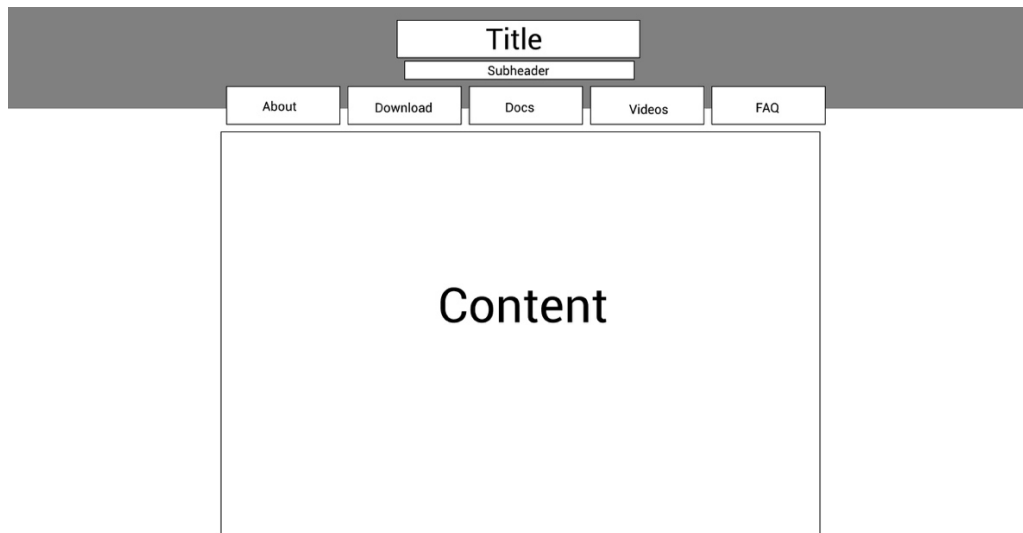 Title
Subheader
About
Download
Docs
Videos
FAQ
Content